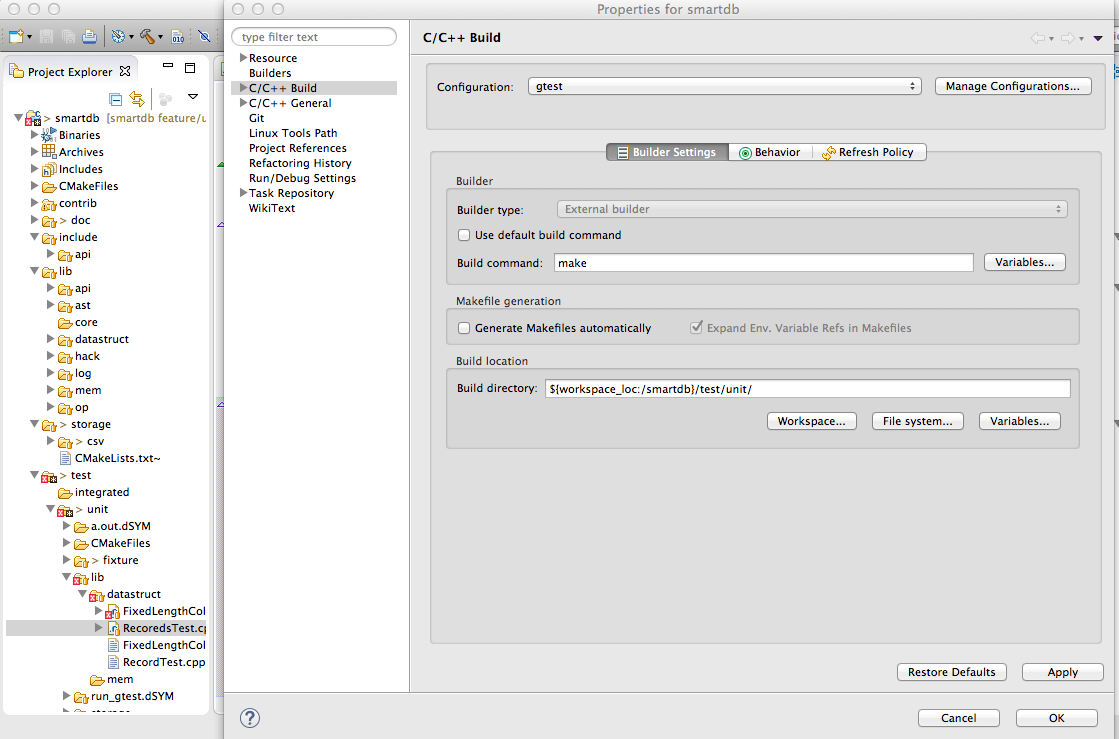 Properties for smartdb
Project Explorer
> smartdb [smartdb feature/u
Binaries
Archives
Includes
CMakeFiles
contrib
> doc
include
api
lib
api
ast
core
datastruct
hack
log
mem
op
> storage
> csv
CMakeLists.txt~
> test
integrated
> unit
a.out.dSYM
CMakeFiles
> fixture
lib
datastruct
FixedLengthCol
RecoredsTest.cp
FixedLengthCol
RecordTest.cpp
mem
run_gtest.dSYM
type filter text
Resource
Builders
C/C++ Build
C/C++ General
Git
Linux Tools Path
Project References
Refactoring History
Run/Debug Settings
Task Repository
WikiText
C/C++ Build
Configuration: gtest Manage Configurations...
Builder Settings Behavior Refresh Policy
Builder
Builder type: External builder
Use default build command
Build command: make Variables...
Makefile generation
Generate Makefiles automatically Expand Env. Variable Refs in Makefiles
Build location
Build directory: ${workspace_loc:/smartdb}/test/unit/
Workspace... File system... Variables...
Restore Defaults Apply
? Cancel OK